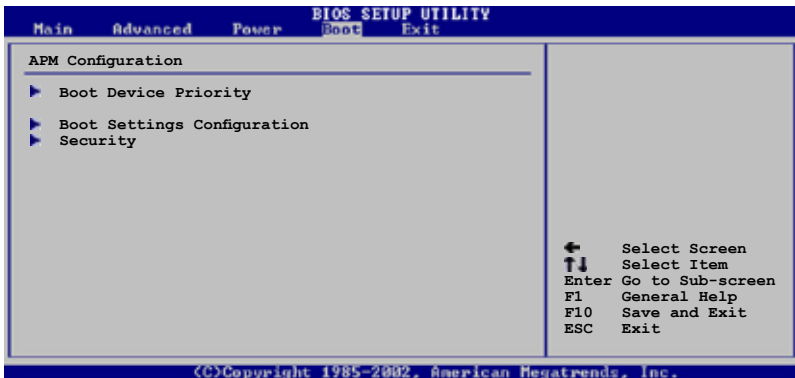 BIOS SETUP UTILITY
Main Advanced Power Boot Exit
APM Configuration
Boot Device Priority
Boot Settings Configuration
Security
← Select Screen
↑↓ Select Item
Enter Go to Sub-screen
F1 General Help
F10 Save and Exit
ESC Exit
(C)Copyright 1985-2002, American Megatrends, Inc.